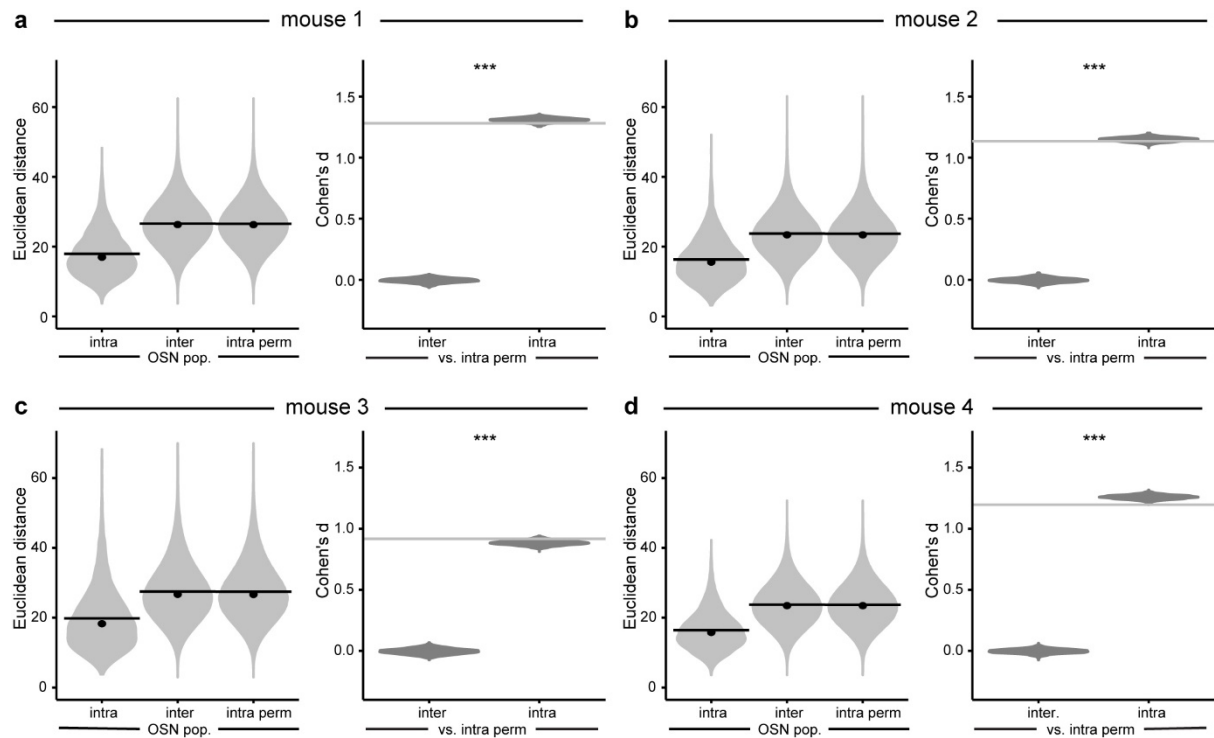 a mouse 1
Euclidean distance
60
40
20
0
intra inter intra perm
OSN pop.
***
Cohen's d
1.5
1.0
0.5
0.0
inter intra
vs. intra perm
b mouse 2
Euclidean distance
60
40
20
0
intra inter intra perm
OSN pop.
***
Cohen's d
1.5
1.0
0.5
0.0
inter intra
vs. intra perm
c mouse 3
Euclidean distance
60
40
20
0
intra inter intra perm
OSN pop.
***
Cohen's d
1.5
1.0
0.5
0.0
inter intra
vs. intra perm
d mouse 4
Euclidean distance
60
40
20
0
intra inter intra perm
OSN pop.
***
Cohen's d
1.5
1.0
0.5
0.0
inter. intra
vs. intra perm